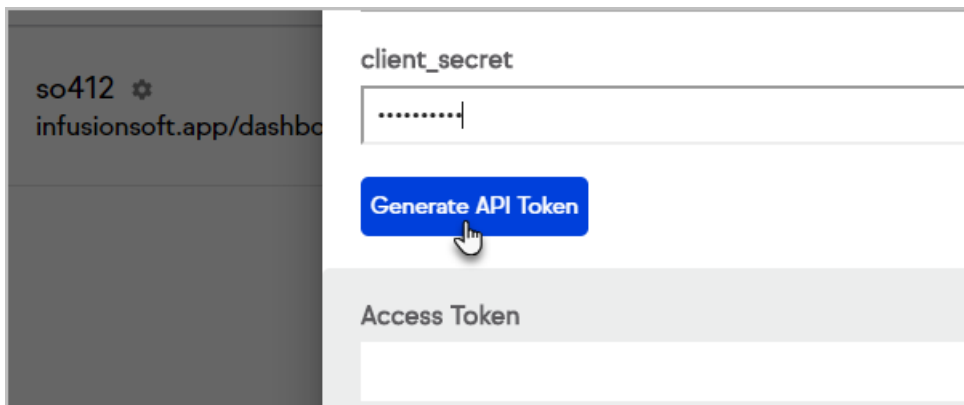 so412
infusionsoft.app/dashbo
client_secret
••••••••••
Generate API Token
Access Token